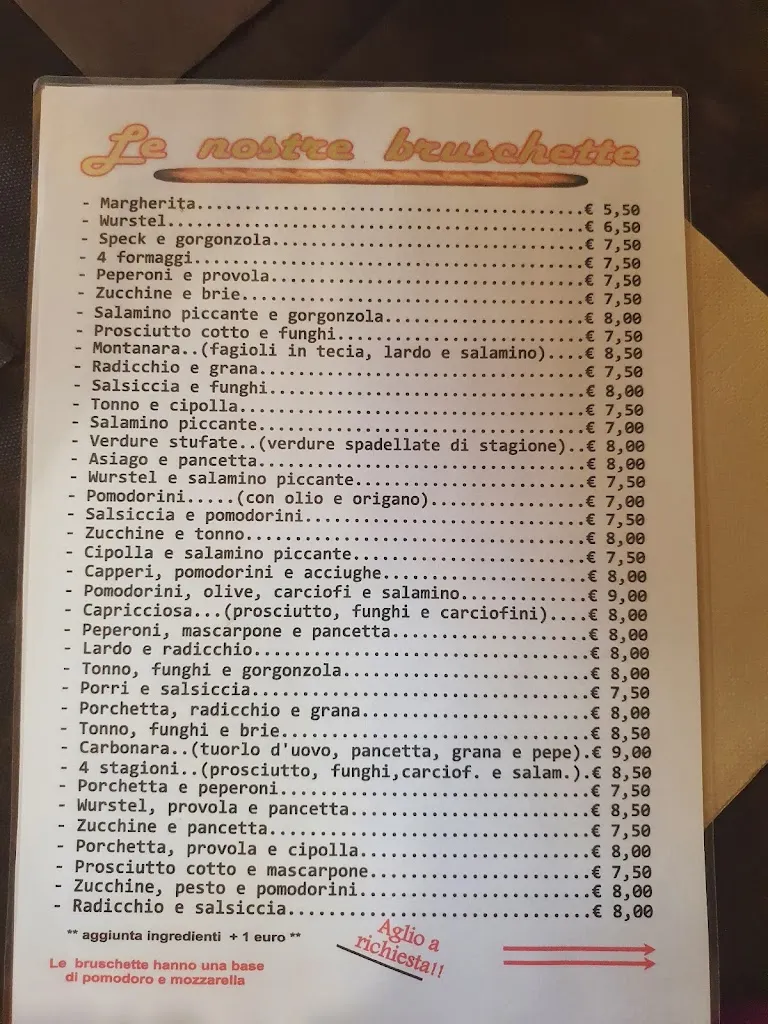 Le nostre bruschette
- Margherita..........................................€ 5,50
- Wurstel.............................................€ 6,50
- Speck e gorgonzola..................................€ 7,50
- 4 formaggi..........................................€ 7,50
- Peperoni e provola..................................€ 7,50
- Zucchine e brie.....................................€ 7,50
- Salamino piccante e gorgonzola......................€ 8,00
- Prosciutto cotto e funghi...........................€ 7,50
- Montanara..(fagioli in tecia, lardo e salamino)....€ 8,50
- Radicchio e grana...................................€ 7,50
- Salsiccia e funghi..................................€ 8,00
- Tonno e cipolla.....................................€ 7,50
- Salamino piccante...................................€ 7,00
- Verdure stufate..(verdure spadellate di stagione)..€ 8,00
- Asiago e pancetta...................................€ 8,00
- Wurstel e salamino piccante.........................€ 7,50
- Pomodorini.....(con olio e origano).................€ 7,00
- Salsiccia e pomodorini..............................€ 7,50
- Zucchine e tonno....................................€ 8,00
- Cipolla e salamino piccante.........................€ 7,50
- Capperi, pomodorini e acciughe......................€ 8,00
- Pomodorini, olive, carciofi e salamino..............€ 9,00
- Capricciosa...(prosciutto, funghi e carciofini)....€ 8,00
- Peperoni, mascarpone e pancetta.....................€ 8,00
- Lardo e radicchio...................................€ 8,00
- Tonno, funghi e gorgonzola..........................€ 8,00
- Porri e salsiccia...................................€ 7,50
- Porchetta, radicchio e grana........................€ 8,00
- Tonno, funghi e brie................................€ 8,50
- Carbonara..(tuorlo d'uovo, pancetta, grana e pepe).€ 9,00
- 4 stagioni..(prosciutto, funghi,carciof. e salam.).€ 8,50
- Porchetta e peperoni................................€ 7,50
- Wurstel, provola e pancetta.........................€ 8,50
- Zucchine e pancetta.................................€ 7,50
- Porchetta, provola e cipolla........................€ 8,00
- Prosciutto cotto e mascarpone.......................€ 7,50
- Zucchine, pesto e pomodorini........................€ 8,00
- Radicchio e salsiccia...............................€ 8,00
** aggiunta ingredienti + 1 euro **
Aglio a
richiesta!!
Le bruschette hanno una base
di pomodoro e mozzarella